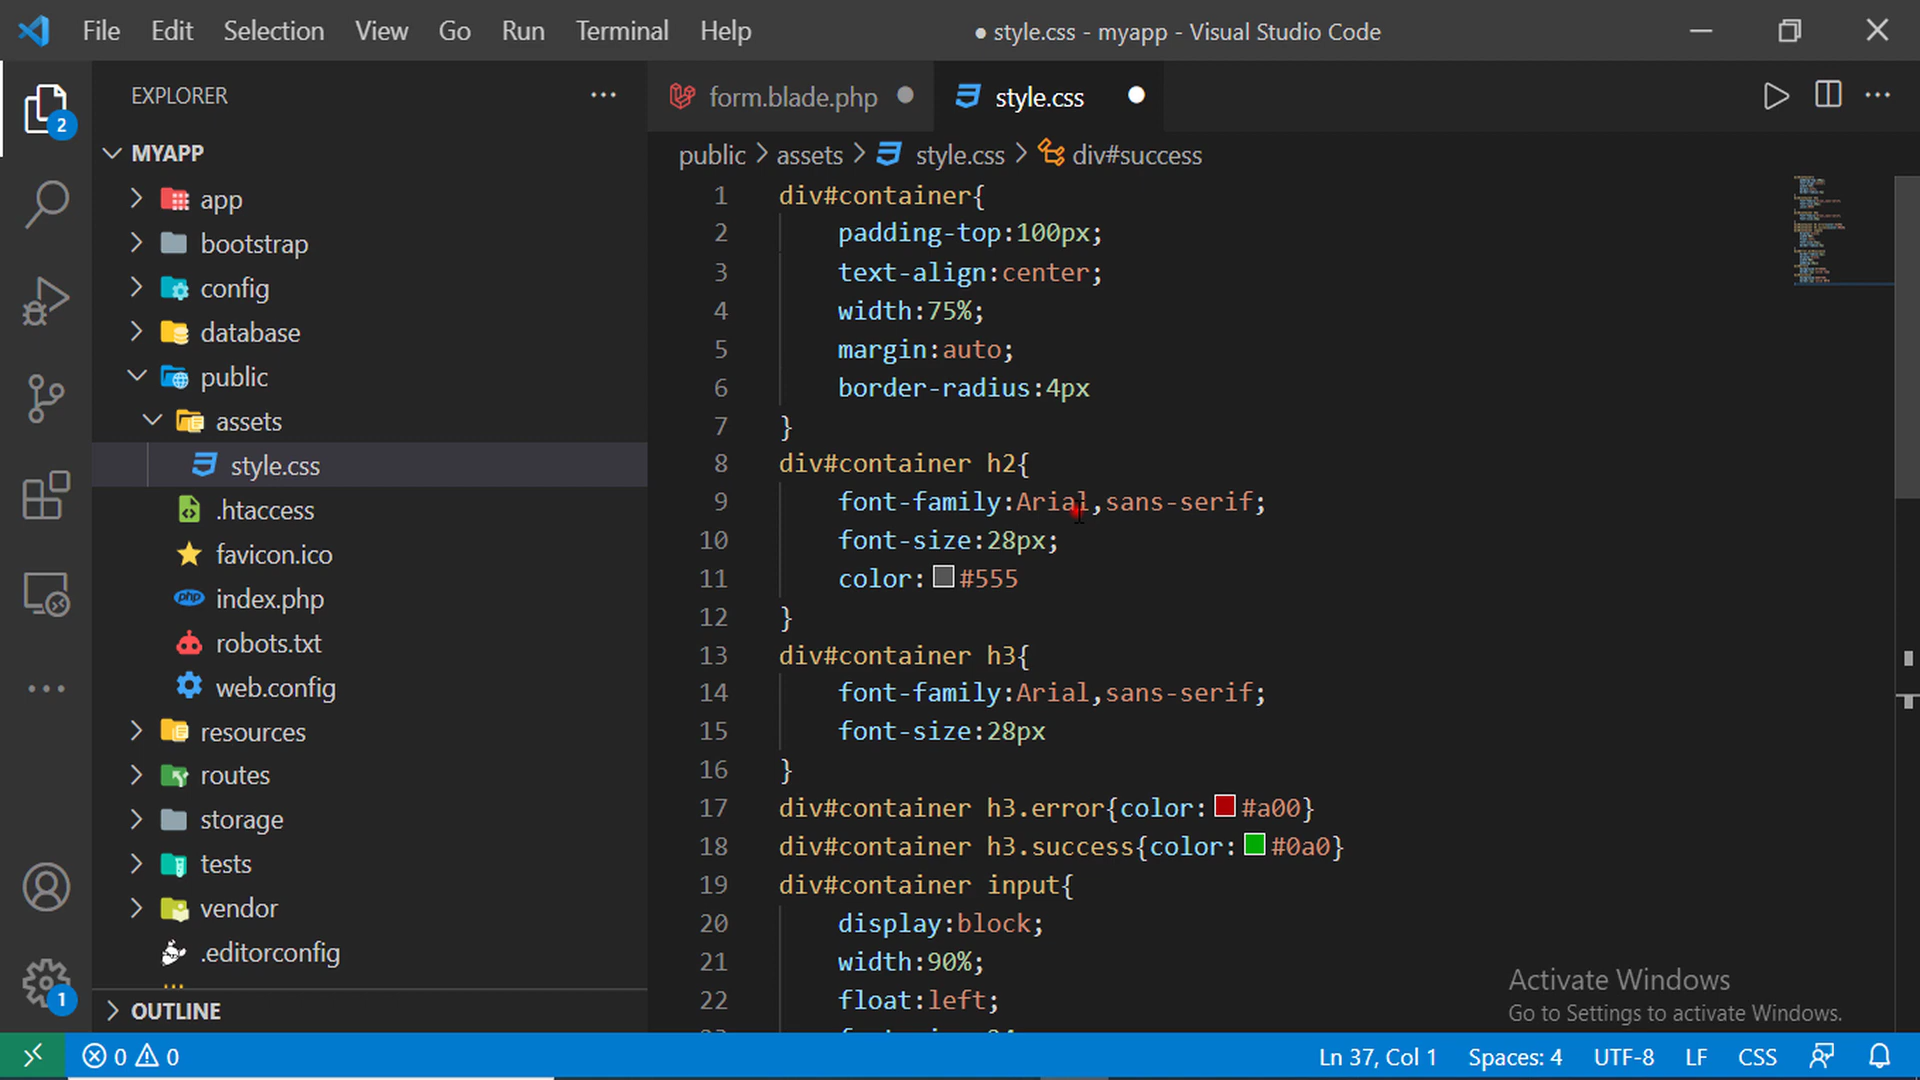 File Edit Selection View Go Run Terminal Help ● style.css - myapp - Visual Studio Code
EXPLORER
form.blade.php
style.css
2
MYAPP
app
bootstrap
config
database
public
assets
style.css
.htaccess
favicon.ico
php index.php
robots.txt
web.config
resources
routes
storage
tests
vendor
.editorconfig
OUTLINE
1
public > assets > style.css > div#success
1 div#container{
2 padding-top:100px;
3 text-align:center;
4 width:75%;
5 margin:auto;
6 border-radius:4px
7 }
8 div#container h2{
9 font-family:Arial,sans-serif;
10 font-size:28px;
11 color:#555
12 }
13 div#container h3{
14 font-family:Arial,sans-serif;
15 font-size:28px
16 }
17 div#container h3.error{color:#a00}
18 div#container h3.success{color:#0a0}
19 div#container input{
20 display:block;
21 width:90%;
22 float:left;
Activate Windows
Go to Settings to activate Windows.
0 0 Ln 37, Col 1 Spaces: 4 UTF-8 LF CSS